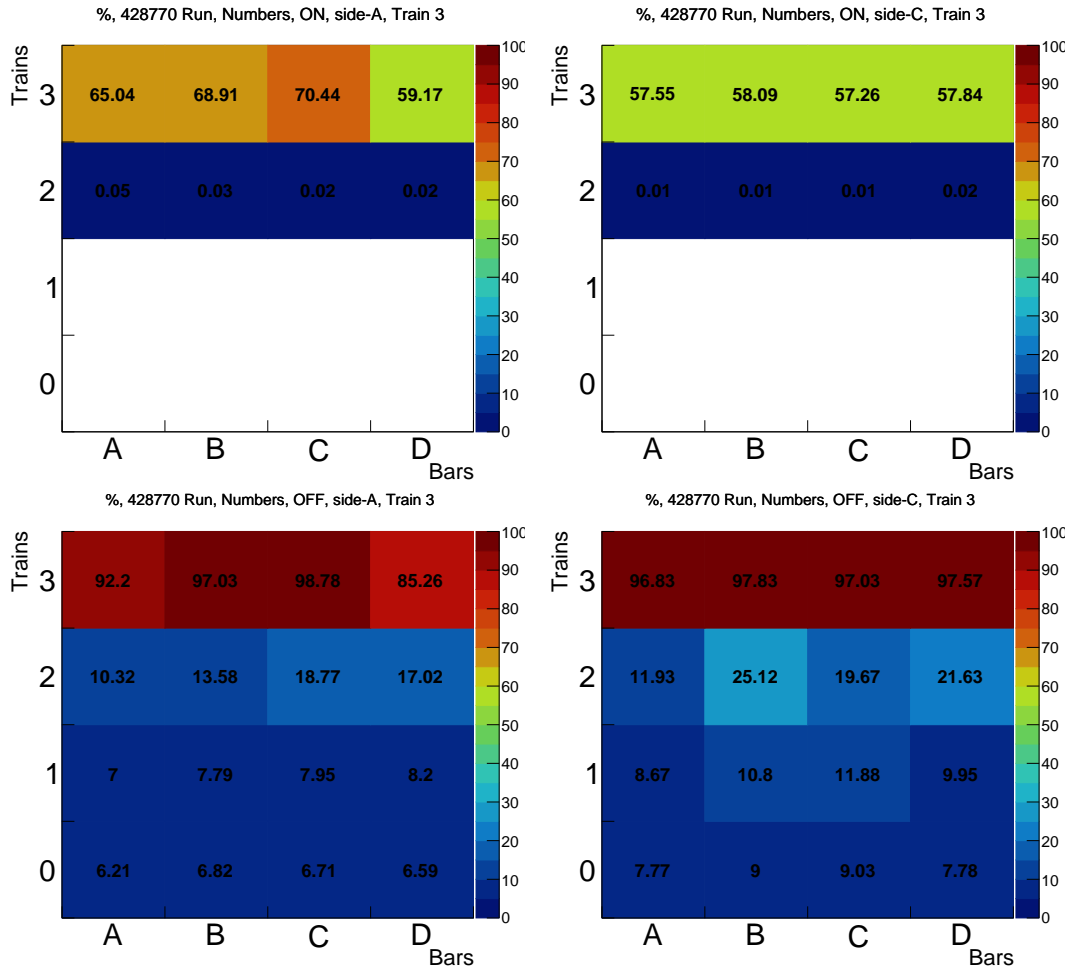 %, 428770 Run, Numbers, ON, side-A, Train 3
Trains
3 65.04 68.91 70.44 59.17
2 0.05 0.03 0.02 0.02
1
0
A B C D
Bars
100
90
80
70
60
50
40
30
20
10
0
%, 428770 Run, Numbers, ON, side-C, Train 3
Trains
3 57.55 58.09 57.26 57.84
2 0.01 0.01 0.01 0.02
1
0
A B C D
Bars
100
90
80
70
60
50
40
30
20
10
0
%, 428770 Run, Numbers, OFF, side-A, Train 3
Trains
3 92.2 97.03 98.78 85.26
2 10.32 13.58 18.77 17.02
1 7 7.79 7.95 8.2
0 6.21 6.82 6.71 6.59
A B C D
Bars
100
90
80
70
60
50
40
30
20
10
0
%, 428770 Run, Numbers, OFF, side-C, Train 3
Trains
3 96.83 97.83 97.03 97.57
2 11.93 25.12 19.67 21.63
1 8.67 10.8 11.88 9.95
0 7.77 9 9.03 7.78
A B C D
Bars
100
90
80
70
60
50
40
30
20
10
0